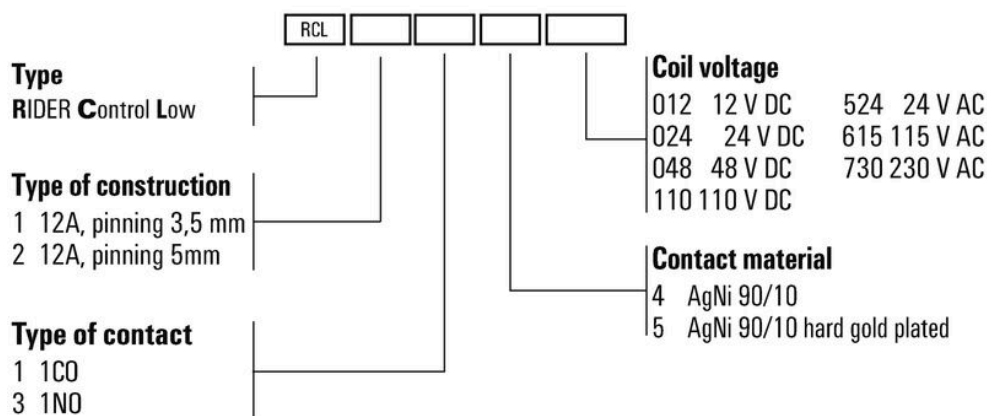 RCL
Type
RIDER Control Low
Type of construction
1 12A, pinning 3,5 mm
2 12A, pinning 5mm
Type of contact
1 1CO
3 1NO
Coil voltage
012 12 V DC 524 24 V AC
024 24 V DC 615 115 V AC
048 48 V DC 730 230 V AC
110 110 V DC
Contact material
4 AgNi 90/10
5 AgNi 90/10 hard gold plated